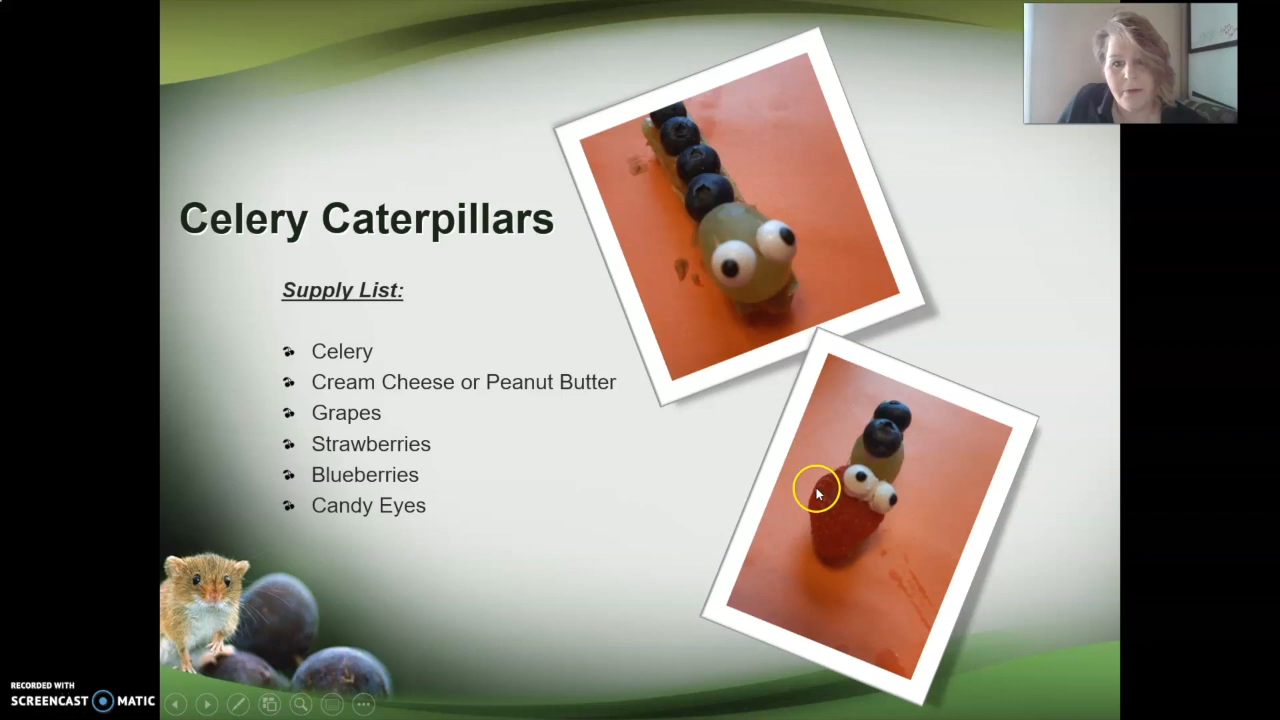 Celery Caterpillars
Supply List:
Celery
Cream Cheese or Peanut Butter
Grapes
Strawberries
Blueberries
Candy Eyes
RECORDED WITH
SCREENCAST MATIC